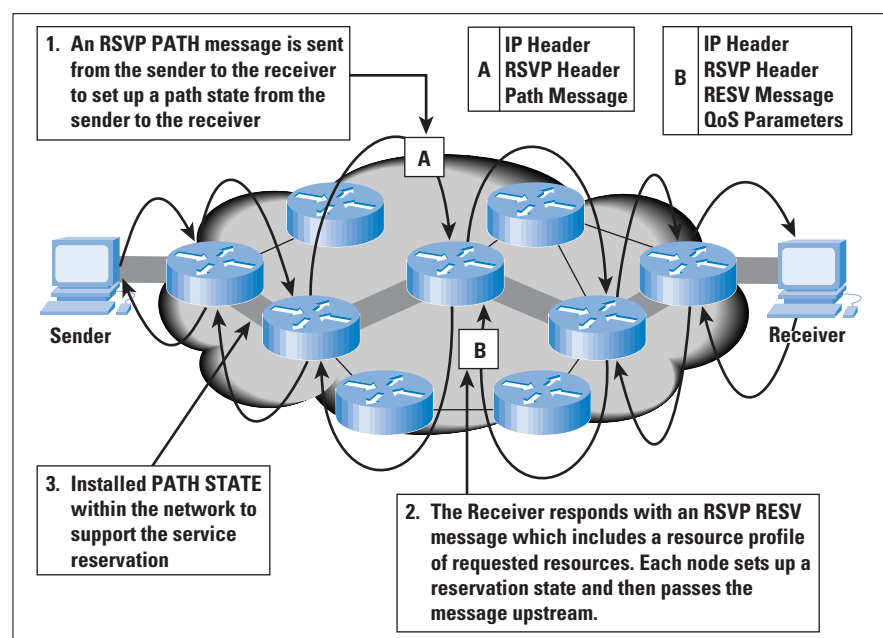 1. An RSVP PATH message is sent
from the sender to the receiver
to set up a path state from the
sender to the receiver
A
IP Header
RSVP Header
Path Message
B
IP Header
RSVP Header
RESV Message
QoS Parameters
A
Sender
B
Receiver
3. Installed PATH STATE
within the network to
support the service
reservation
2. The Receiver responds with an RSVP RESV
message which includes a resource profile
of requested resources. Each node sets up a
reservation state and then passes the
message upstream.